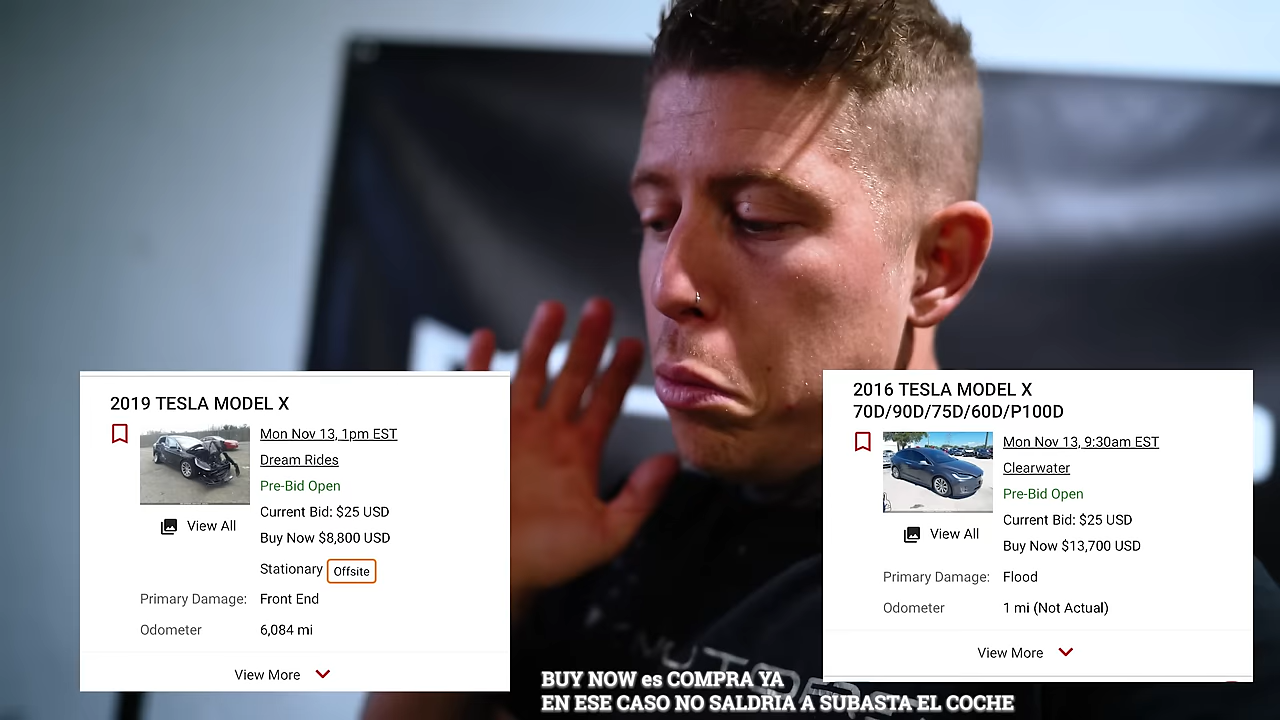 2019 TESLA MODEL X
Mon Nov 13, 1pm EST
Dream Rides
Pre-Bid Open
Current Bid: $25 USD
View All
Buy Now $8,800 USD
Stationary Offsite
Primary Damage: Front End
Odometer 6,084 mi
View More
2016 TESLA MODEL X
70D/90D/75D/60D/P100D
Mon Nov 13, 9:30am EST
Clearwater
Pre-Bid Open
Current Bid: $25 USD
View All
Buy Now $13,700 USD
Primary Damage: Flood
Odometer 1 mi (Not Actual)
View More
BUY NOW es COMPRA YA
EN ESE CASO NO SALDRIA A SUBASTA EL COCHE